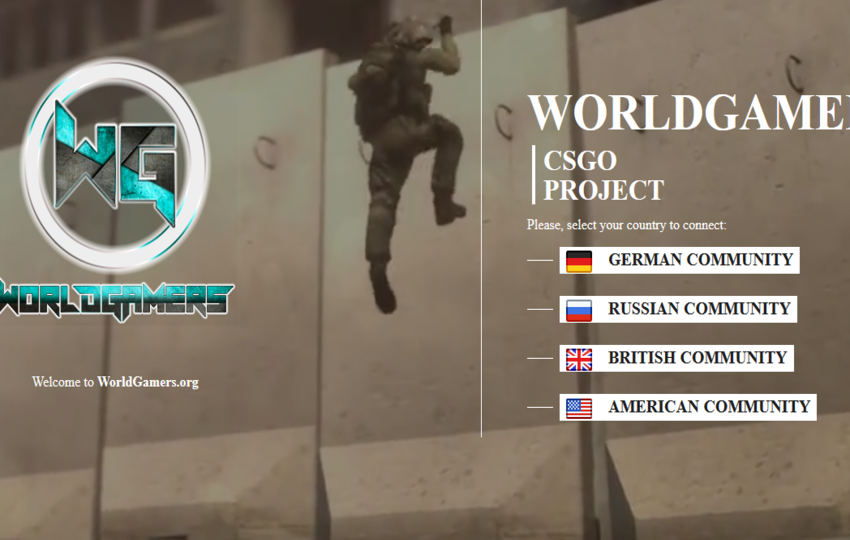 WG
WORLDGAMERS
Welcome to WorldGamers.org
WORLDGAME
CSGO
PROJECT
Please, select your country to connect:
GERMAN COMMUNITY
RUSSIAN COMMUNITY
BRITISH COMMUNITY
AMERICAN COMMUNITY